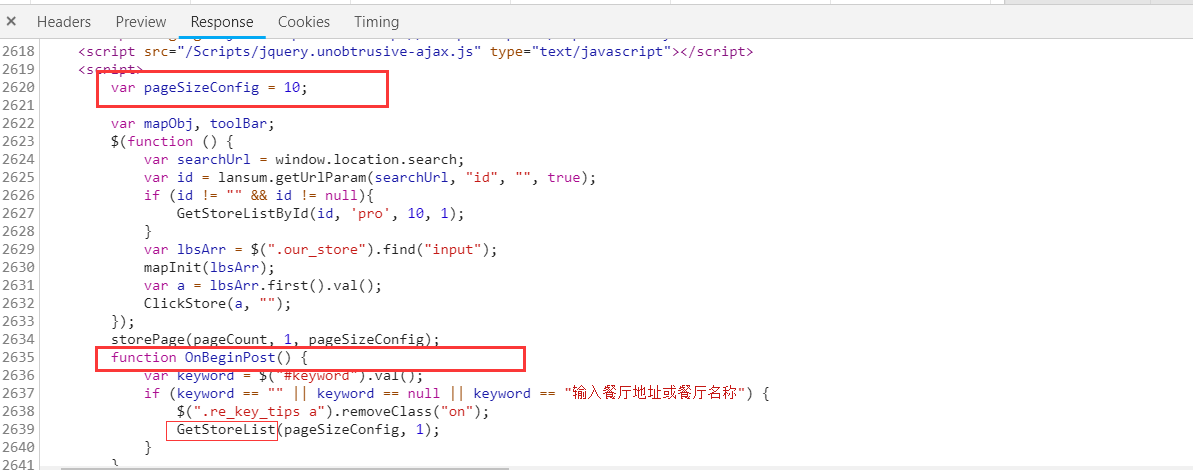 × Headers Preview Response Cookies Timing
2618 <script src="/Scripts/jquery.unobtrusive-ajax.js" type="text/javascript"></script>
2619 <script>
2620 var pageSizeConfig = 10;
2621
2622 var mapObj, toolBar;
2623 $(function () {
2624 var searchUrl = window.location.search;
2625 var id = lansum.getUrlParam(searchUrl, "id", "", true);
2626 if (id != "" && id != null){
2627 GetStoreListById(id, 'pro', 10, 1);
2628 }
2629 var lbsArr = $(".our_store").find("input");
2630 mapInit(lbsArr);
2631 var a = lbsArr.first().val();
2632 ClickStore(a, "");
2633 });
2634 storePage(pageCount, 1, pageSizeConfig);
2635 function OnBeginPost() {
2636 var keyword = $("#keyword").val();
2637 if (keyword == "" || keyword == null || keyword == "输入餐厅地址或餐厅名称") {
2638 $(".re_key_tips a").removeClass("on");
2639 GetStoreList(pageSizeConfig, 1);
2640 }
2641 }